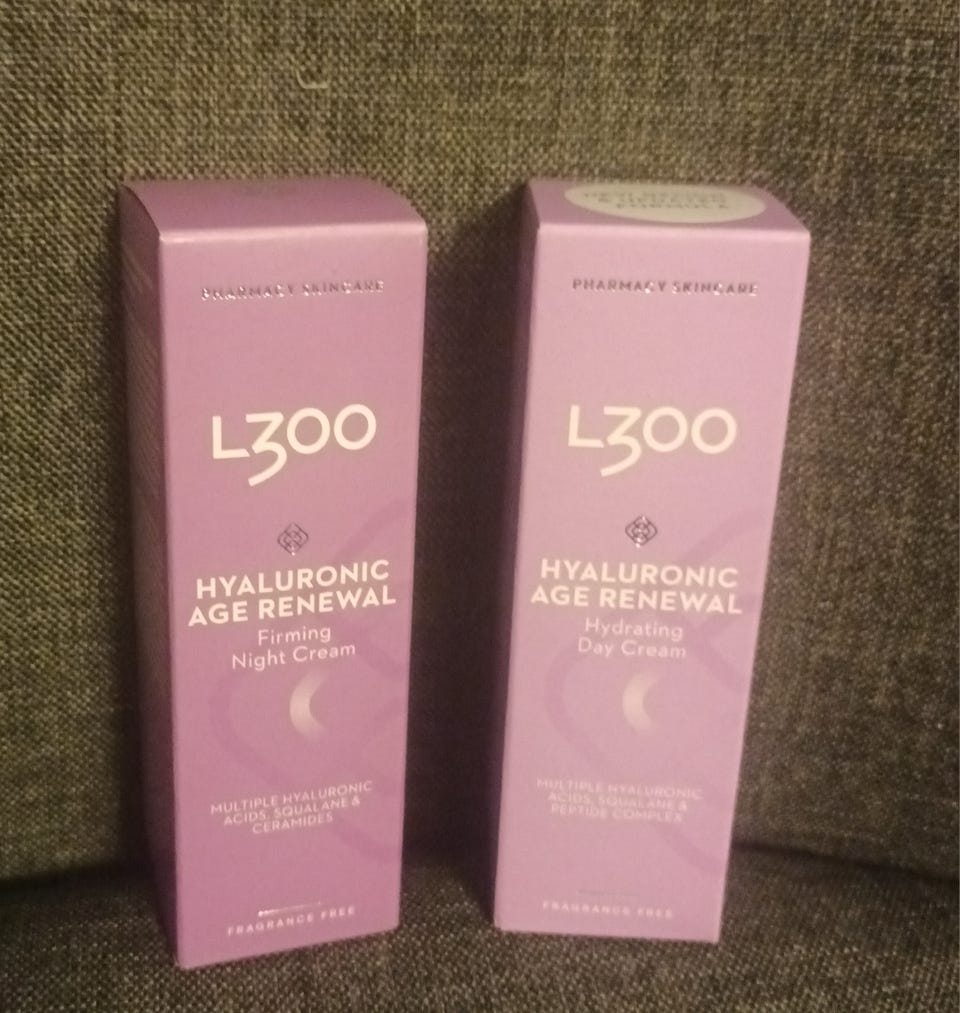 PHARMACY SKINCARE
L300
HYALURONIC
AGE RENEWAL
Firming
Night Cream
MULTIPLE HYALURONIC
ACIDS, SQUALANE &
CERAMIDES
FRAGRANCE FREE
PHARMACY SKINCARE
L300
HYALURONIC
AGE RENEWAL
Hydrating
Day Cream
MULTIPLE HYALURONIC
ACIDS, SQUALANE &
PEPTIDE COMPLEX
FRAGRANCE FREE